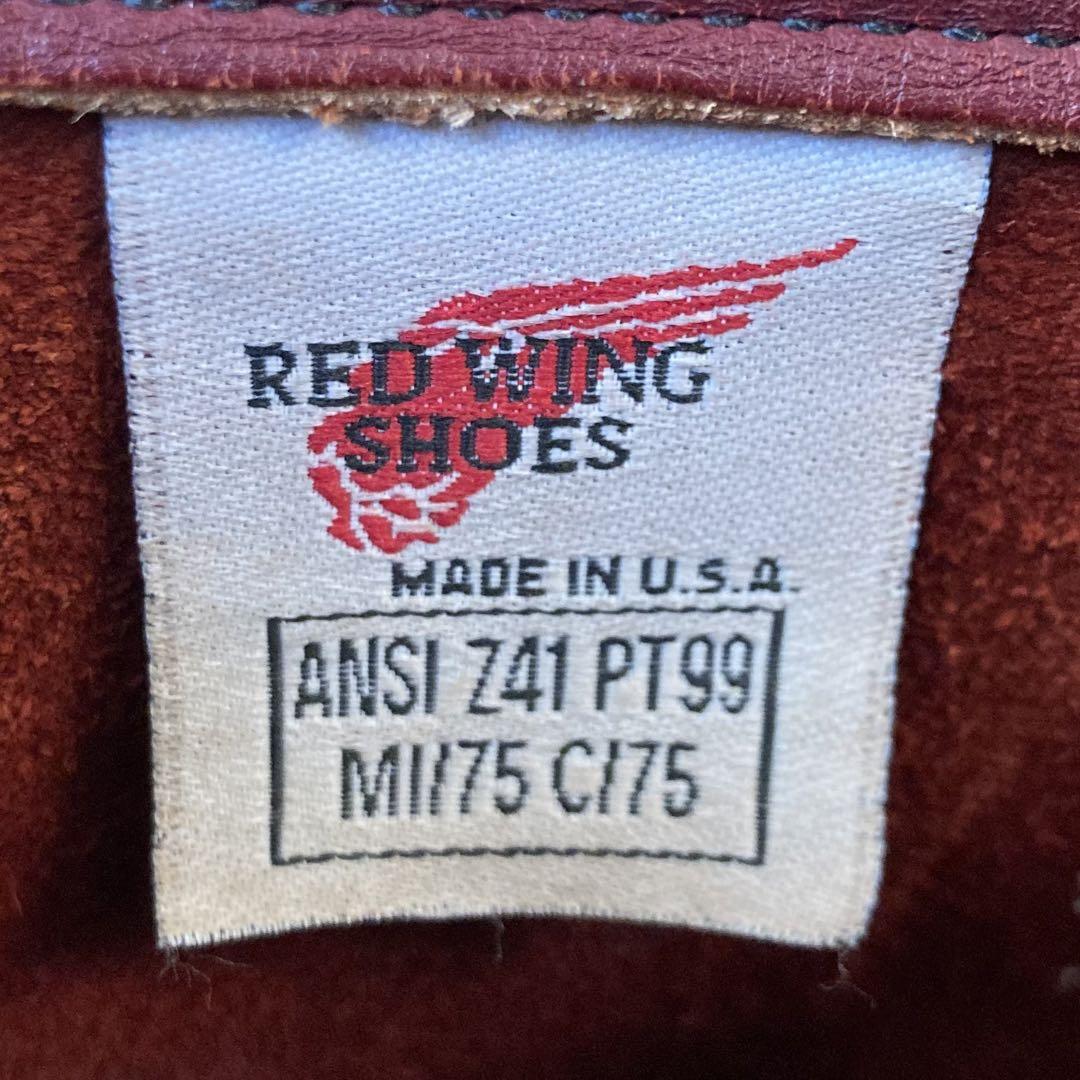 RED WING
SHOES
MADE IN U.S.A.
ANSI Z41 PT99
MI/75 C/75